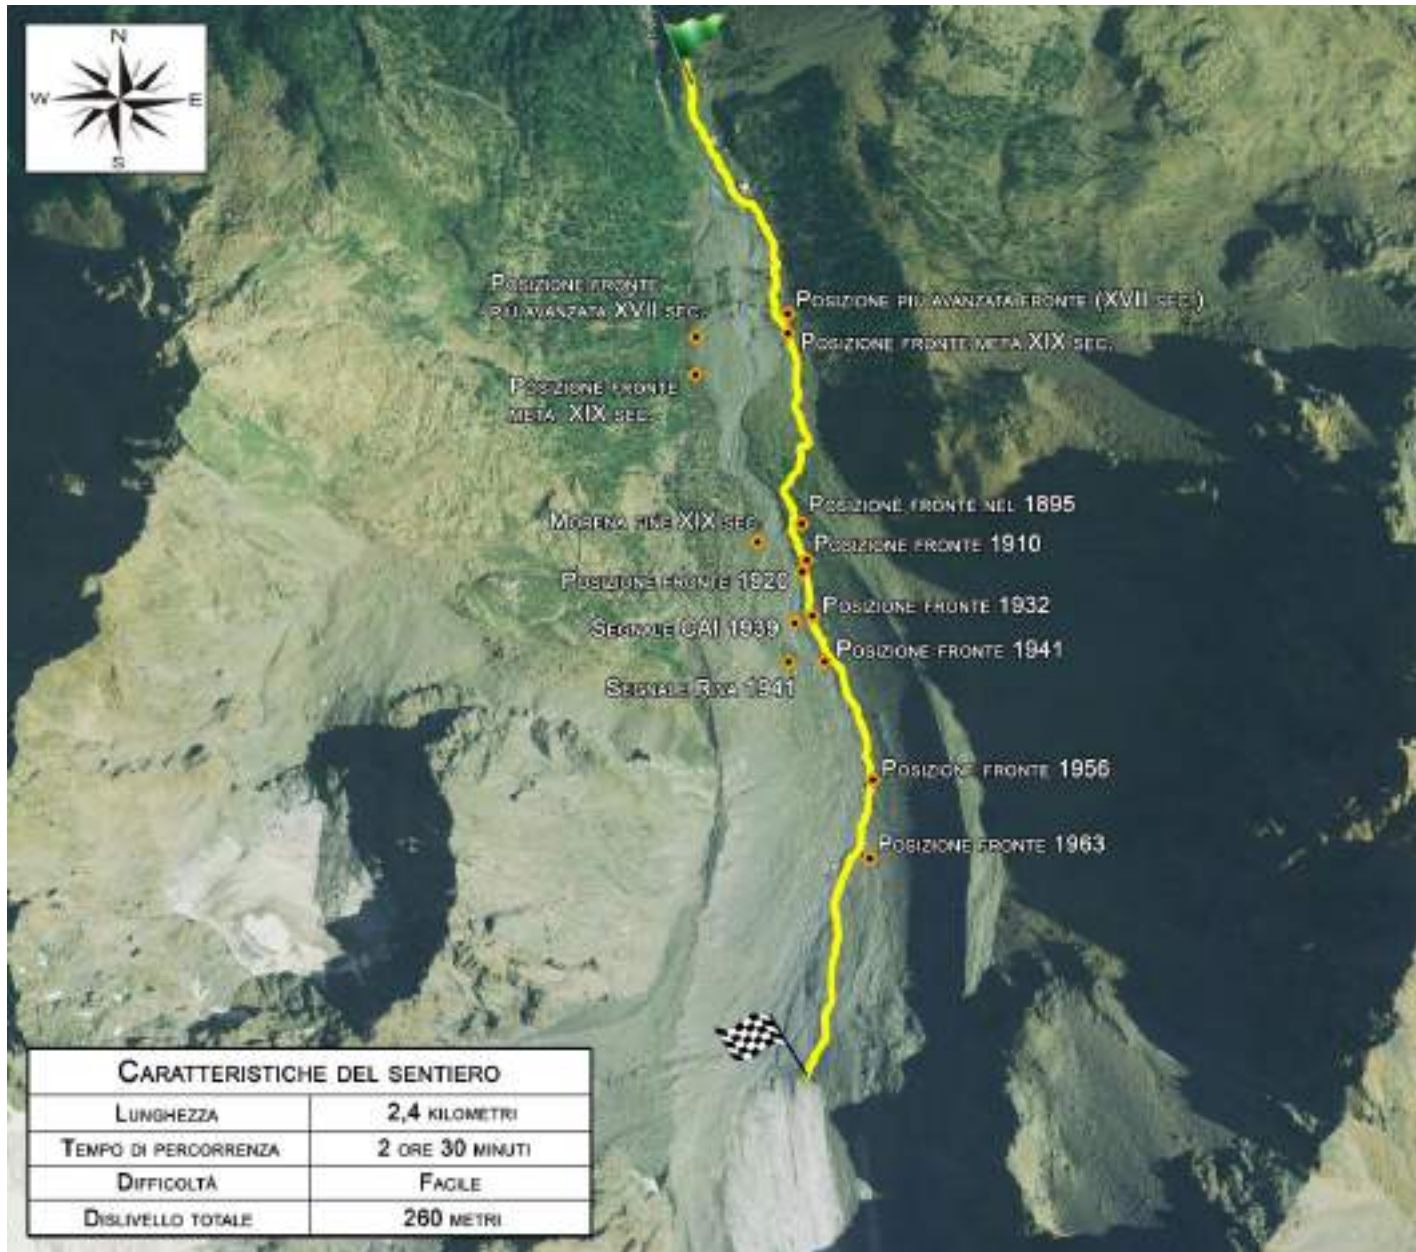 N
W E
S
Posizione fronte
più avanzata XVII sec.
Posizione più avanzata fronte (XVII sec.)
Posizione fronte metà XIX sec.
Posizione fronte
metà XIX sec.
Posizione fronte nel 1895
Morena fine XIX sec.
Posizione fronte 1910
Posizione fronte 1920
Posizione fronte 1932
Segnale CAI 1939
Posizione fronte 1941
Segnale Riva 1941
Posizione fronte 1956
Posizione fronte 1963
Caratteristiche del sentiero
Lunghezza 2,4 kilometri
Tempo di percorrenza 2 ore 30 minuti
Difficoltà Facile
Dislivello totale 260 metri